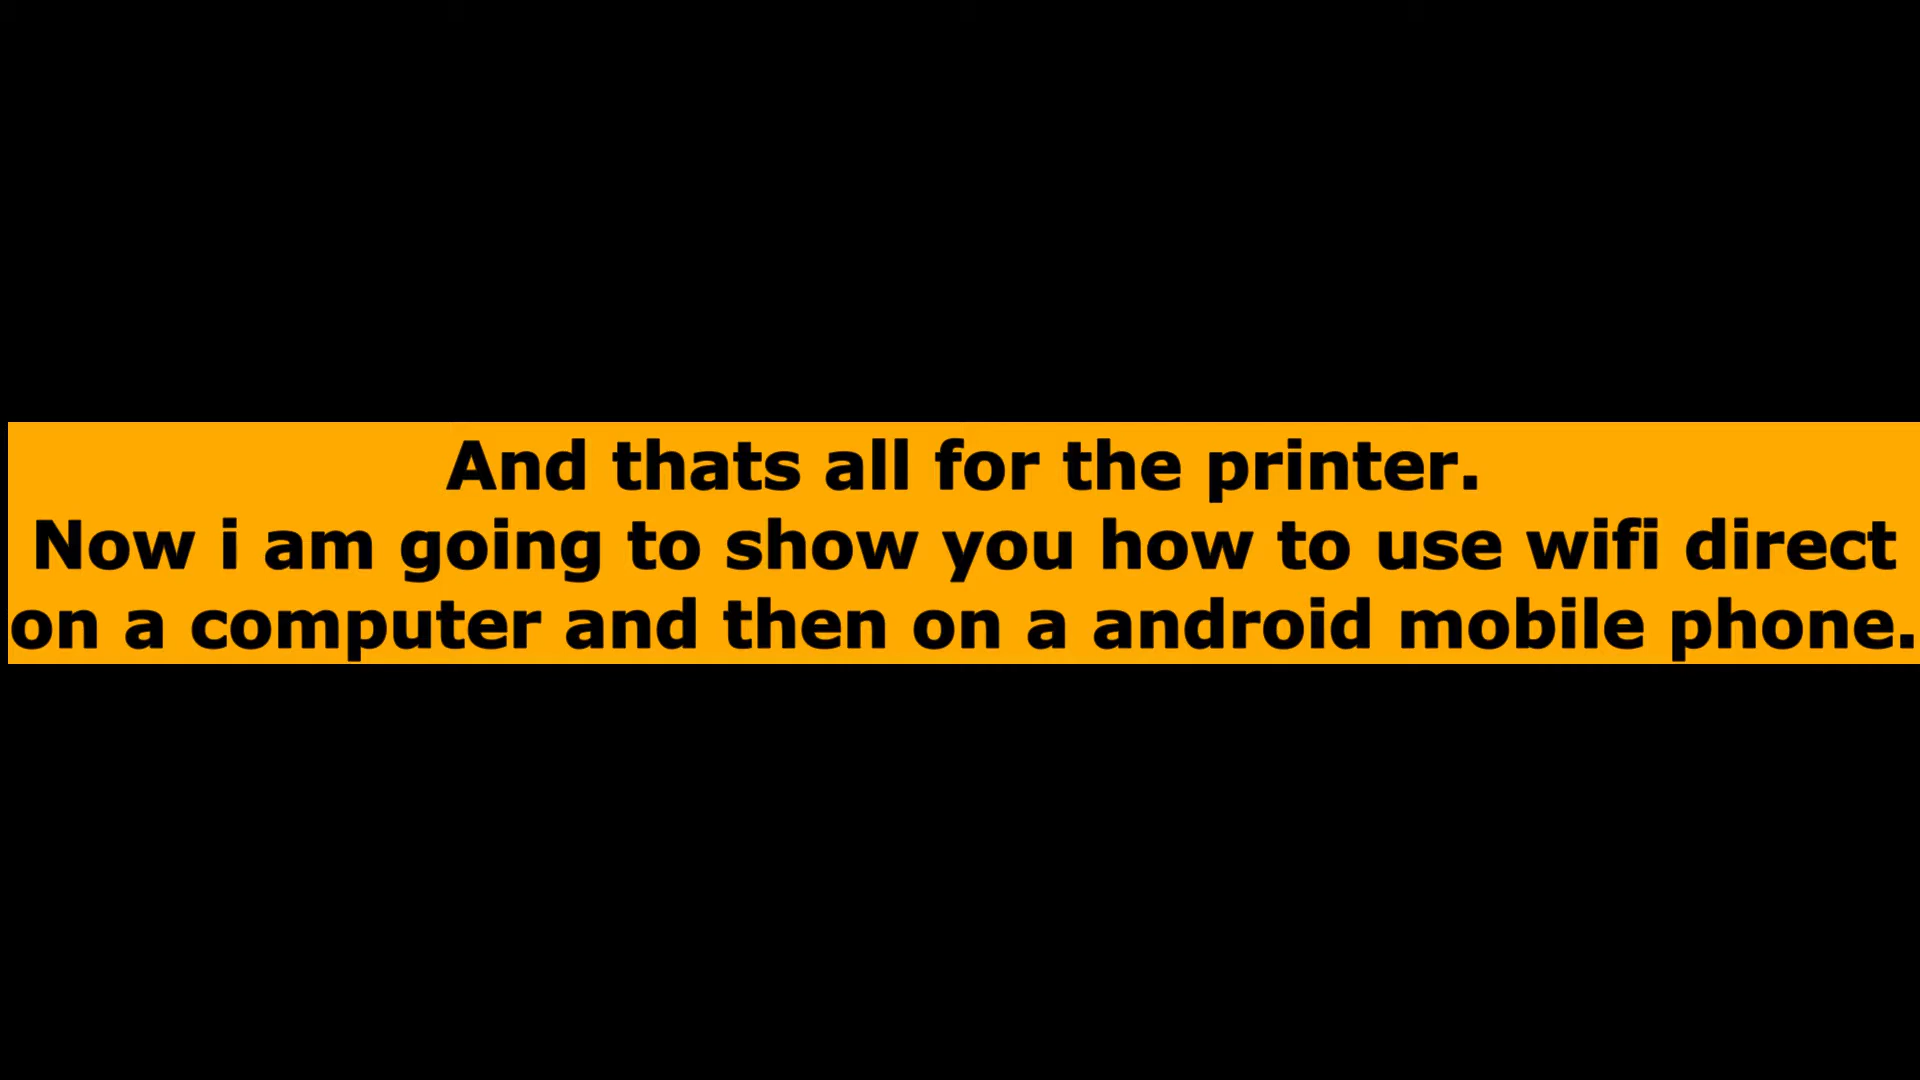 And thats all for the printer.
Now i am going to show you how to use wifi direct
on a computer and then on a android mobile phone.